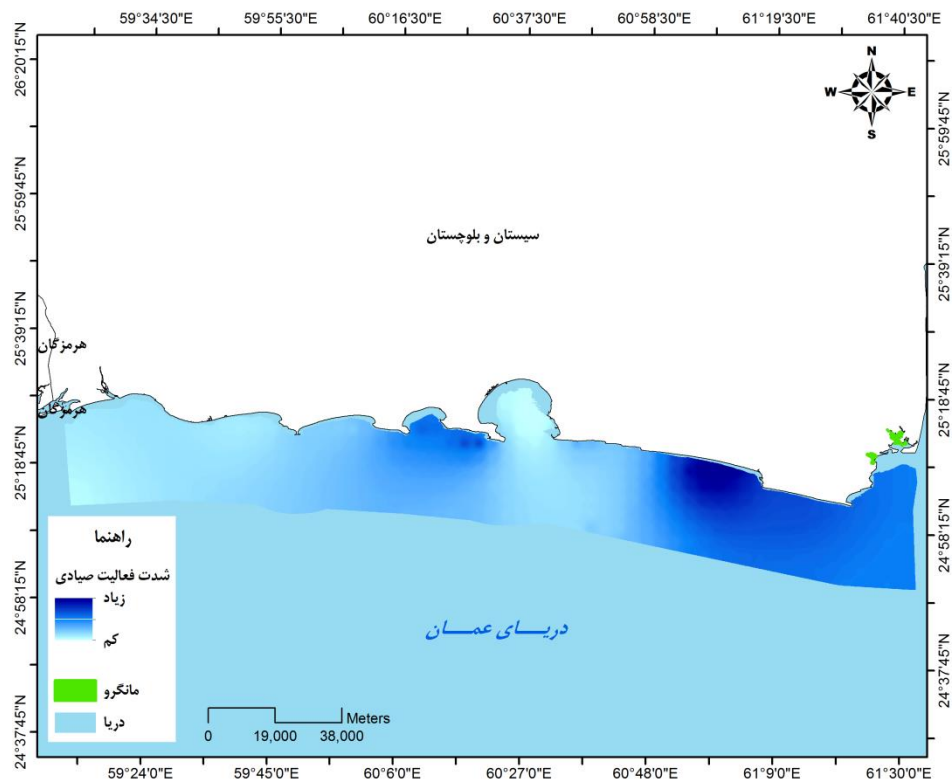 59°34'30"E 59°55'30"E 60°16'30"E 60°37'30"E 60°58'30"E 61°19'30"E 61°40'30"E
26°20'15"N
25°59'45"N
25°39'15"N
25°18'45"N
24°58'15"N
24°37'45"N
N
W E
S
25°59'45"N
25°39'15"N
25°18'45"N
24°58'15"N
24°37'45"N
سیستان و بلوچستان
هرمزگان
هرمزگان
راهنما
شدت فعالیت صیادی
زیاد
کم
مانگرو
دریا
دریای عمان
Meters
0 19,000 38,000
59°24'0"E 59°45'0"E 60°6'0"E 60°27'0"E 60°48'0"E 61°9'0"E 61°30'0"E